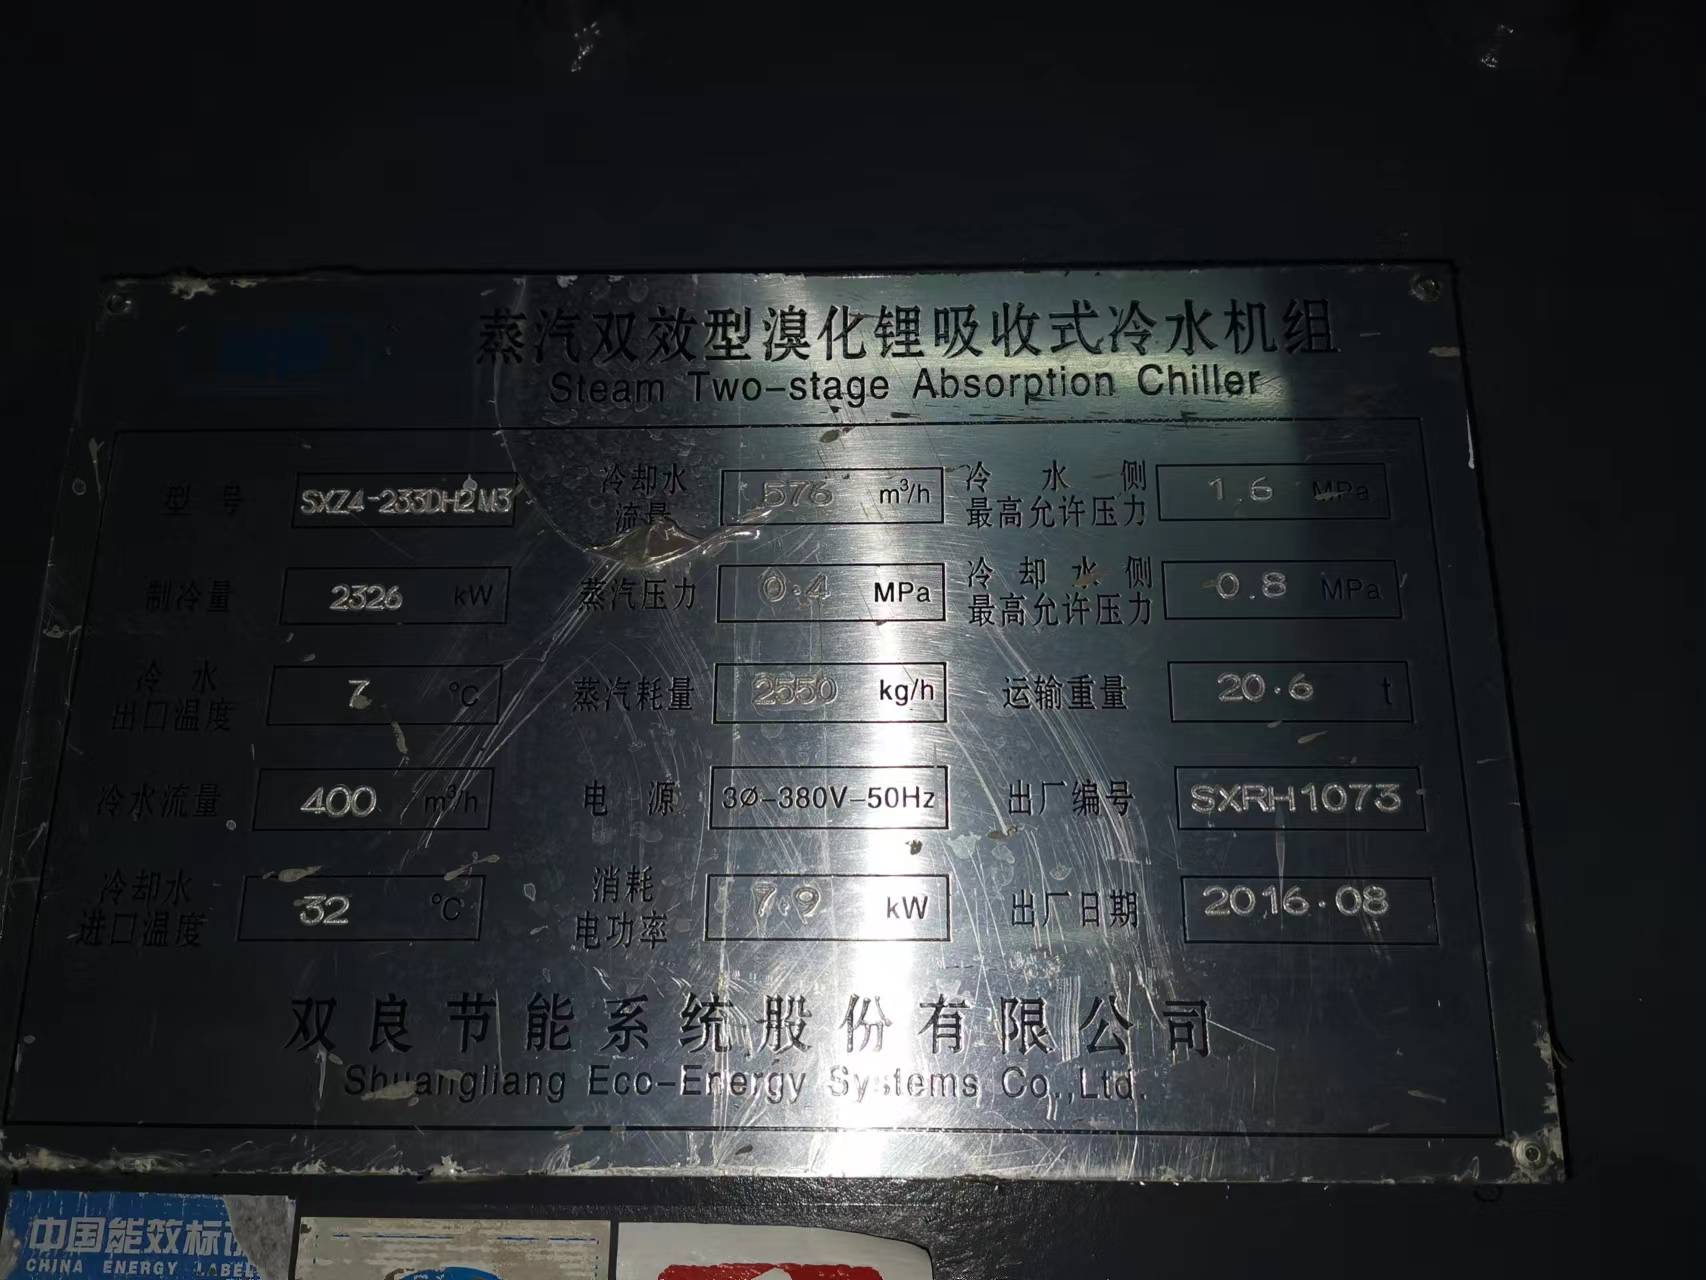 蒸汽双效型溴化锂吸收式冷水机组
Steam Two-stage Absorption Chiller
型号 SXZ4-233DH2M3 冷却水流量 576 m³/h 冷水侧最高允许压力 1.6 MPa
制冷量 2326 kW 蒸汽压力 0.4 MPa 冷却水侧最高允许压力 0.8 MPa
冷水出口温度 7 °C 蒸汽耗量 2550 kg/h 运输重量 20.6 t
冷水流量 400 m³/h 电源 3Ø-380V-50Hz 出厂编号 SXRH1073
冷却水进口温度 32 °C 消耗电功率 7.9 kW 出厂日期 2016.08
双良节能系统股份有限公司
Shuangliang Eco-Energy Systems Co.,Ltd.
中国能效标识
CHINA ENERGY LABEL